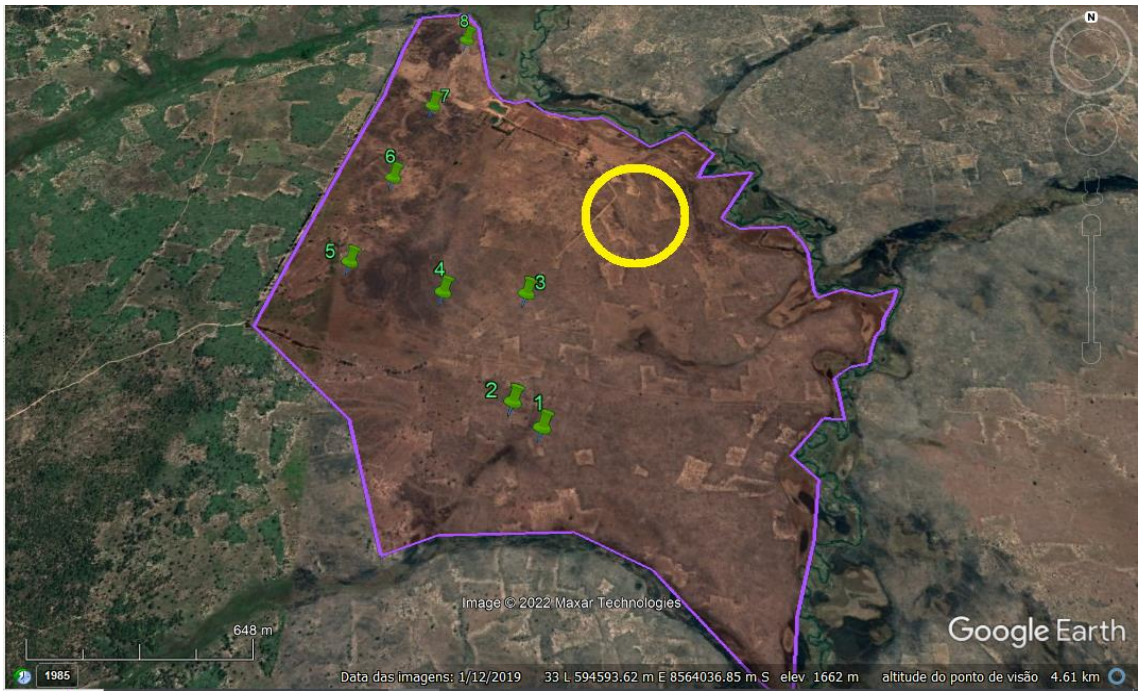 N
8
7
6
5
4
3
2
1
Image © 2022 Maxar Technologies
648 m
Google Earth
1985
Data das imagens: 1/12/2019 33 L 594593.62 m E 8564036.85 m S elev 1662 m altitude do ponto de visão 4.61 km